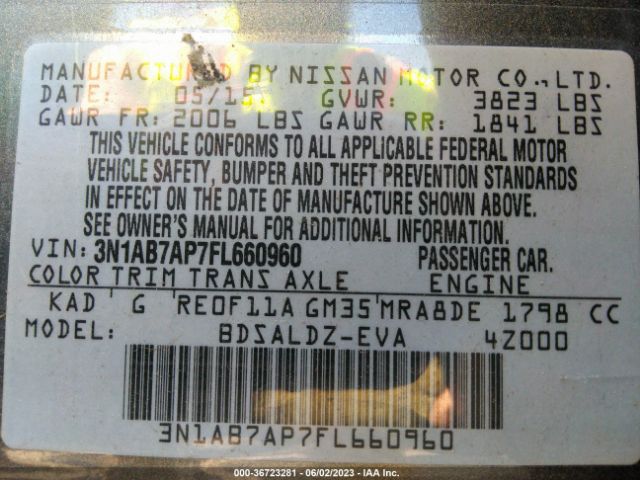 MANUFACTURED BY NISSAN MOTOR CO., LTD.
DATE: 05/15 GVWR: 3823 LBS
GAWR FR: 2006 LBS GAWR RR: 1841 LBS
THIS VEHICLE CONFORMS TO ALL APPLICABLE FEDERAL MOTOR
VEHICLE SAFETY, BUMPER AND THEFT PREVENTION STANDARDS
IN EFFECT ON THE DATE OF MANUFACTURE SHOWN ABOVE.
SEE OWNER'S MANUAL FOR ADDITIONAL INFORMATION.
VIN: 3N1AB7AP7FL660960 PASSENGER CAR.
COLOR TRIM TRANS AXLE ENGINE
KAD G RE0F11A GM35 MRA8DE 1798 CC
MODEL: BDSALDZ-EVA 4Z000
3N1AB7AP7FL660960
000-36723281 - 06/02/2023 - IAA Inc.